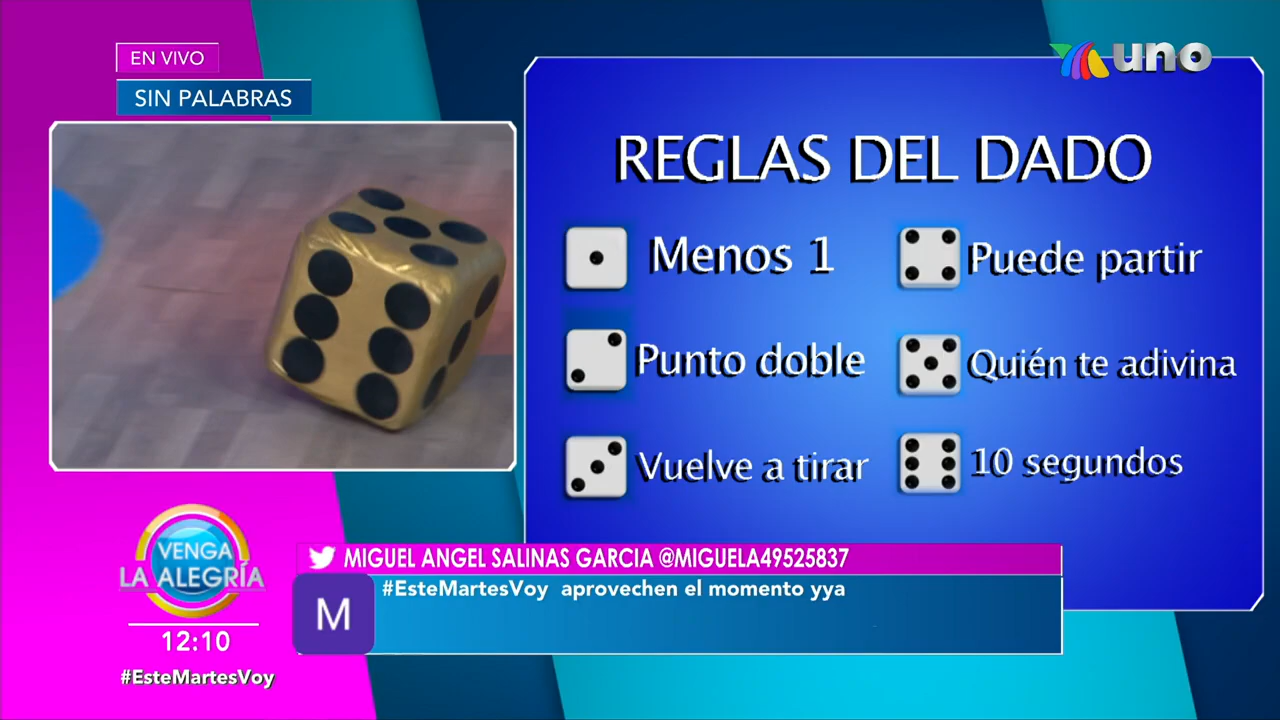 EN VIVO
SIN PALABRAS
uno
REGLAS DEL DADO
Menos 1
Punto doble
Vuelve a tirar
Puede partir
Quién te adivina
10 segundos
VENGA
LA ALEGRÍA
12:10
#EsteMartesVoy
MIGUEL ANGEL SALINAS GARCIA @MIGUELA49525837
M
#EsteMartesVoy aprovechen el momento yya